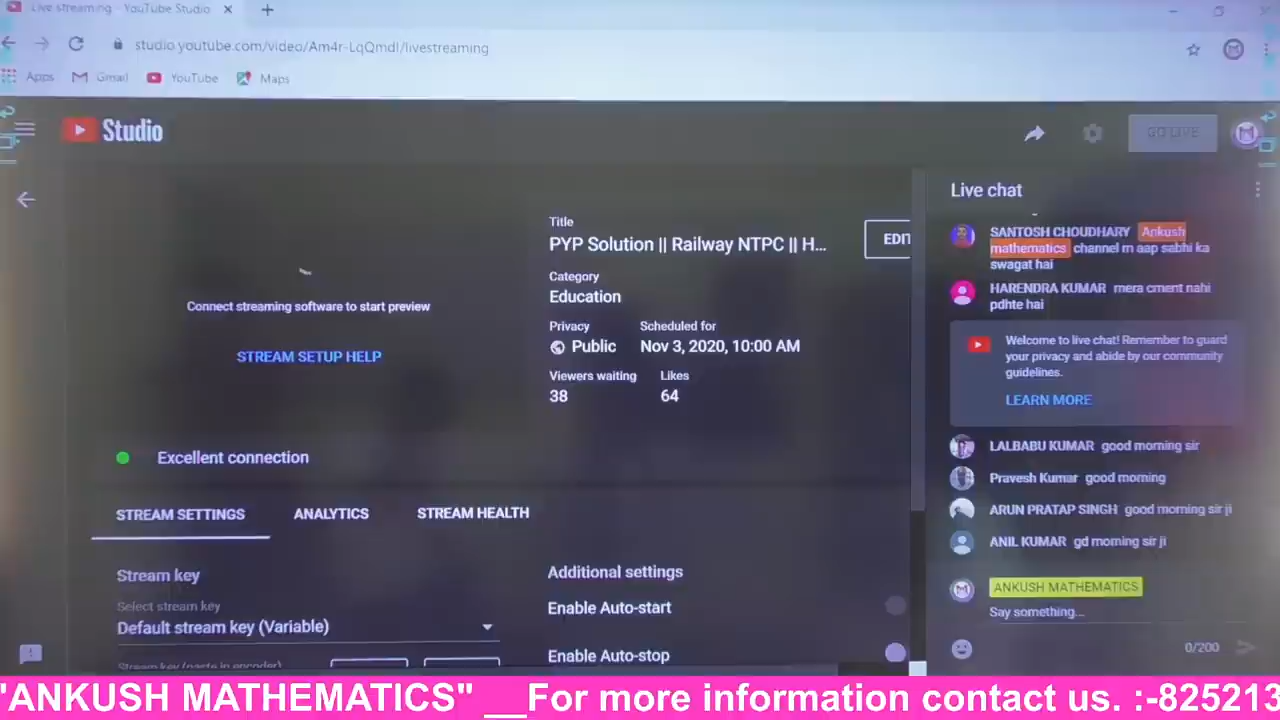 Live streaming - YouTube Studio
studio.youtube.com/video/Am4r-LqQmdI/livestreaming
Apps
Gmail
YouTube
Maps
Studio
GO LIVE
Title
PYP Solution || Railway NTPC || H...
EDIT
Category
Education
Privacy
Scheduled for
Public
Nov 3, 2020, 10:00 AM
Viewers waiting
Likes
38
64
Connect streaming software to start preview
STREAM SETUP HELP
Excellent connection
STREAM SETTINGS
ANALYTICS
STREAM HEALTH
Stream key
Select stream key
Default stream key (Variable)
Stream key (paste in encoder)
Additional settings
Enable Auto-start
Enable Auto-stop
Live chat
SANTOSH CHOUDHARY Ankush
mathematics channel m aap sabhi ka
swagat hai
HARENDRA KUMAR mera cment nahi
pdhte hai
Welcome to live chat! Remember to guard
your privacy and abide by our community
guidelines.
LEARN MORE
LALBABU KUMAR good morning sir
Pravesh Kumar good morning
ARUN PRATAP SINGH good morning sir ji
ANIL KUMAR gd morning sir ji
ANKUSH MATHEMATICS
Say something...
0/200
"ANKUSH MATHEMATICS" __For more information contact us. :-825213